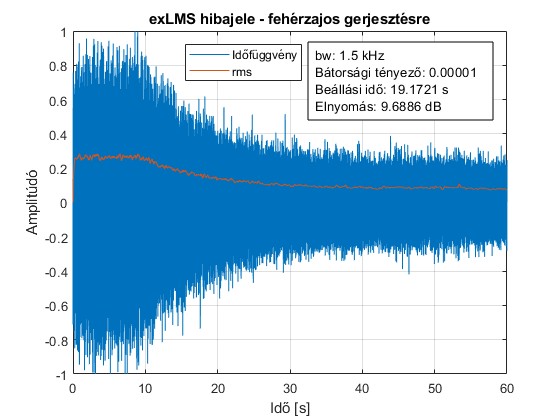 exLMS hibajele - fehérzajos gerjesztésre
Időfüggvény
rms
bw: 1.5 kHz
Bátorsági tényező: 0.00001
Beállási idő: 19.1721 s
Elnyomás: 9.6886 dB
Amplitúdó
1
0.8
0.6
0.4
0.2
0
-0.2
-0.4
-0.6
-0.8
-1
0 10 20 30 40 50 60
Idő [s]